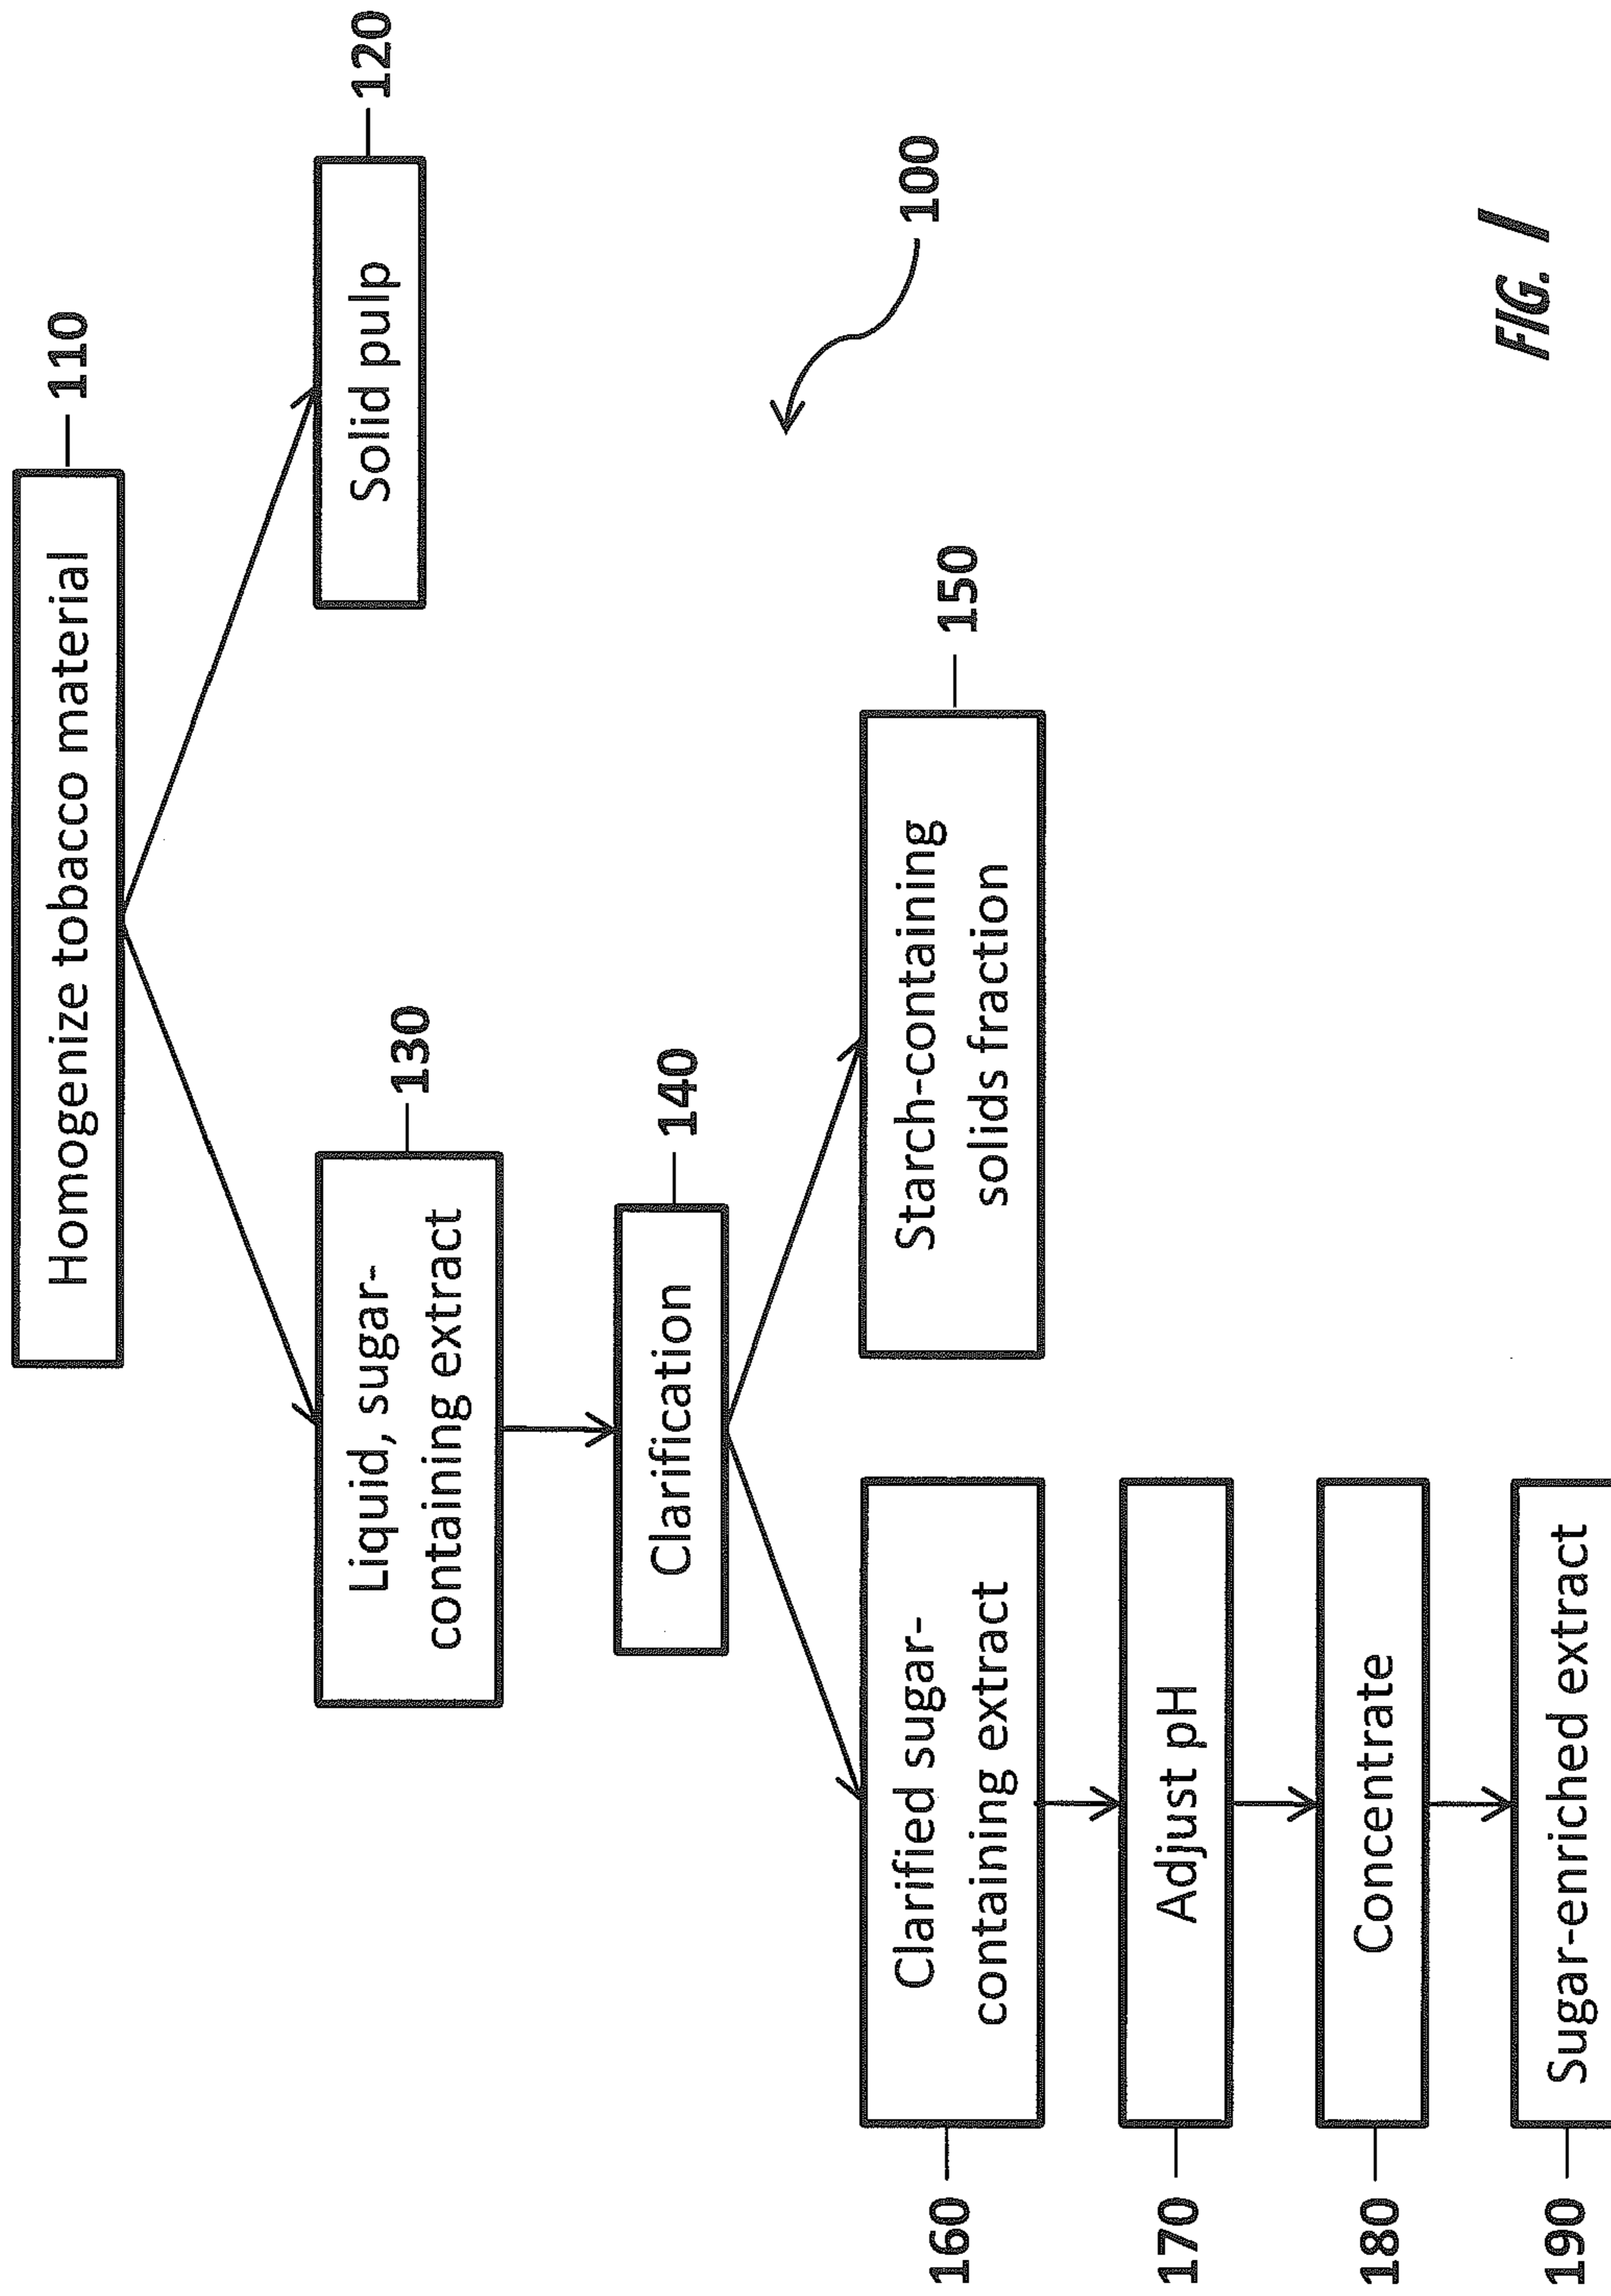 Homogenize tobacco material
110
Solid pulp
120
Liquid, sugar-
containing extract
130
Clarification
140
100
Starch-containing
solids fraction
150
160
Clarified sugar-
containing extract
170
Adjust pH
180
Concentrate
190
Sugar-enriched extract
FIG. 1